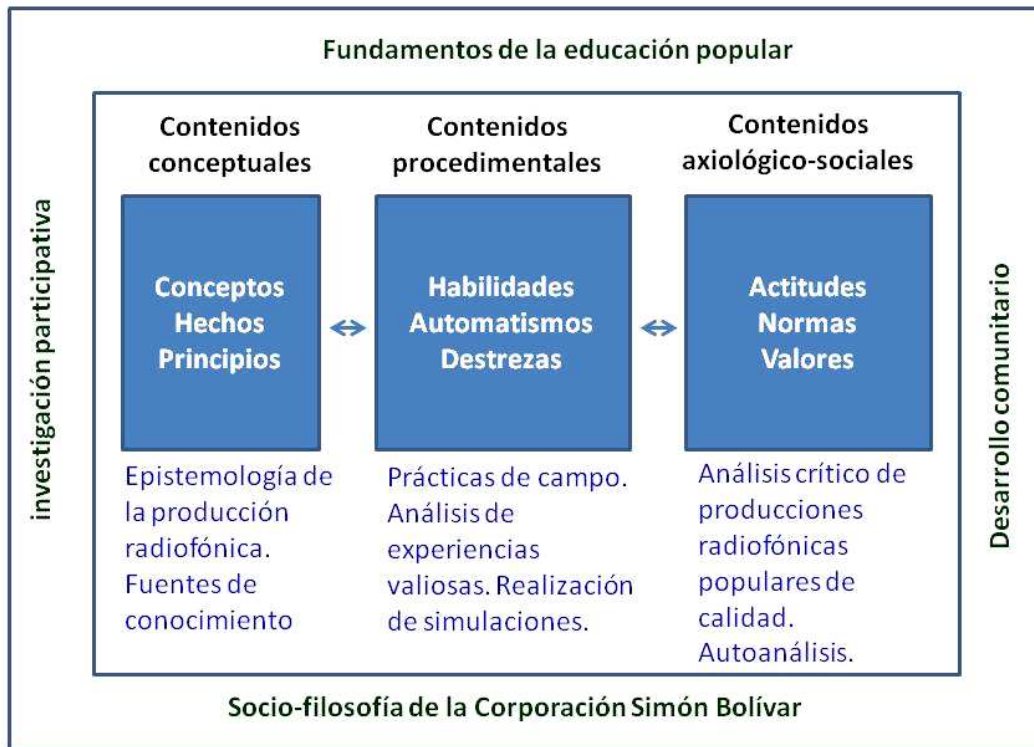 Fundamentos de la educación popular
investigación participativa
Contenidos
conceptuales
Conceptos
Hechos
Principios
Epistemología de
la producción
radiofónica.
Fuentes de
conocimiento
Contenidos
procedimentales
Habilidades
Automatismos
Destrezas
Prácticas de campo.
Análisis de
experiencias
valiosas. Realización
de simulaciones.
Contenidos
axiológico-sociales
Actitudes
Normas
Valores
Análisis crítico de
producciones
radiofónicas
populares de
calidad.
Autoanálisis.
Desarrollo comunitario
Socio-filosofía de la Corporación Simón Bolívar